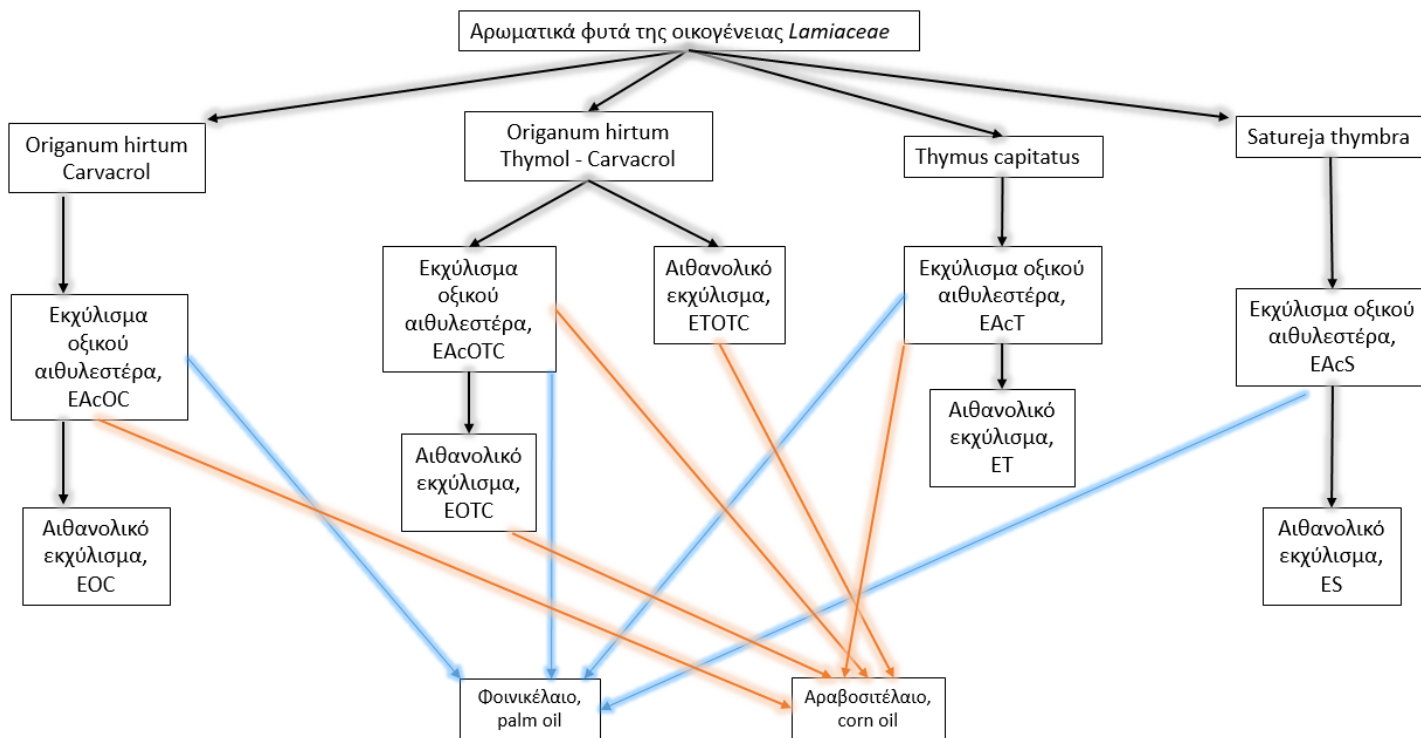 Αρωματικά φυτά της οικογένειας Lamiaceae
Origanum hirtum
Carvacrol
Origanum hirtum
Thymol - Carvacrol
Thymus capitatus
Satureja thymbra
Εκχύλισμα
οξικού
αιθυλεστέρα,
EAcOC
Εκχύλισμα
οξικού
αιθυλεστέρα,
EAcOTC
Αιθανολικό
εκχύλισμα,
ETOTC
Εκχύλισμα οξικού
αιθυλεστέρα,
EAcT
Εκχύλισμα οξικού
αιθυλεστέρα,
EAcS
Αιθανολικό
εκχύλισμα,
EOC
Αιθανολικό
εκχύλισμα,
EOTC
Αιθανολικό
εκχύλισμα,
ET
Αιθανολικό
εκχύλισμα,
ES
Φοινικέλαιο,
palm oil
Αραβοσιτέλαιο,
corn oil